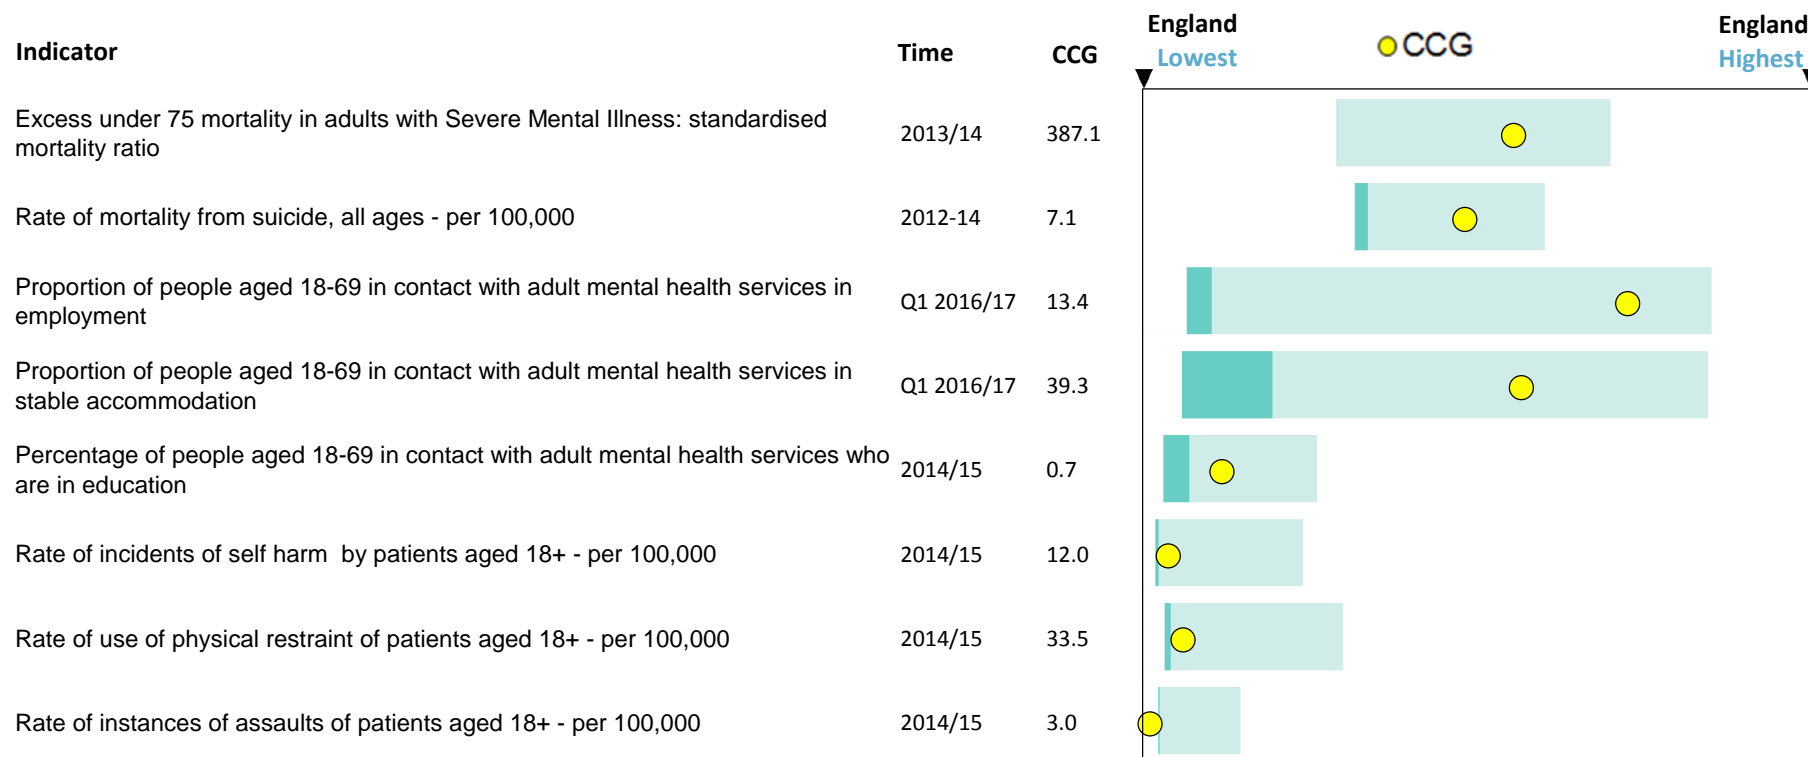 England England
Indicator Time CCG Lowest CCG Highest
Excess under 75 mortality in adults with Severe Mental Illness: standardised
mortality ratio 2013/14 387.1
Rate of mortality from suicide, all ages - per 100,000 2012-14 7.1
Proportion of people aged 18-69 in contact with adult mental health services in
employment Q1 2016/17 13.4
Proportion of people aged 18-69 in contact with adult mental health services in
stable accommodation Q1 2016/17 39.3
Percentage of people aged 18-69 in contact with adult mental health services who
are in education 2014/15 0.7
Rate of incidents of self harm by patients aged 18+ - per 100,000 2014/15 12.0
Rate of use of physical restraint of patients aged 18+ - per 100,000 2014/15 33.5
Rate of instances of assaults of patients aged 18+ - per 100,000 2014/15 3.0